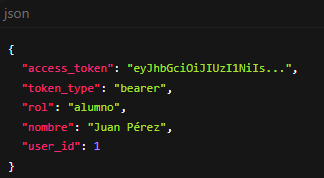 json
{
"access_token": "eyJhbGciOiJIUzI1NiIs...",
"token_type": "bearer",
"rol": "alumno",
"nombre": "Juan Pérez",
"user_id": 1
}